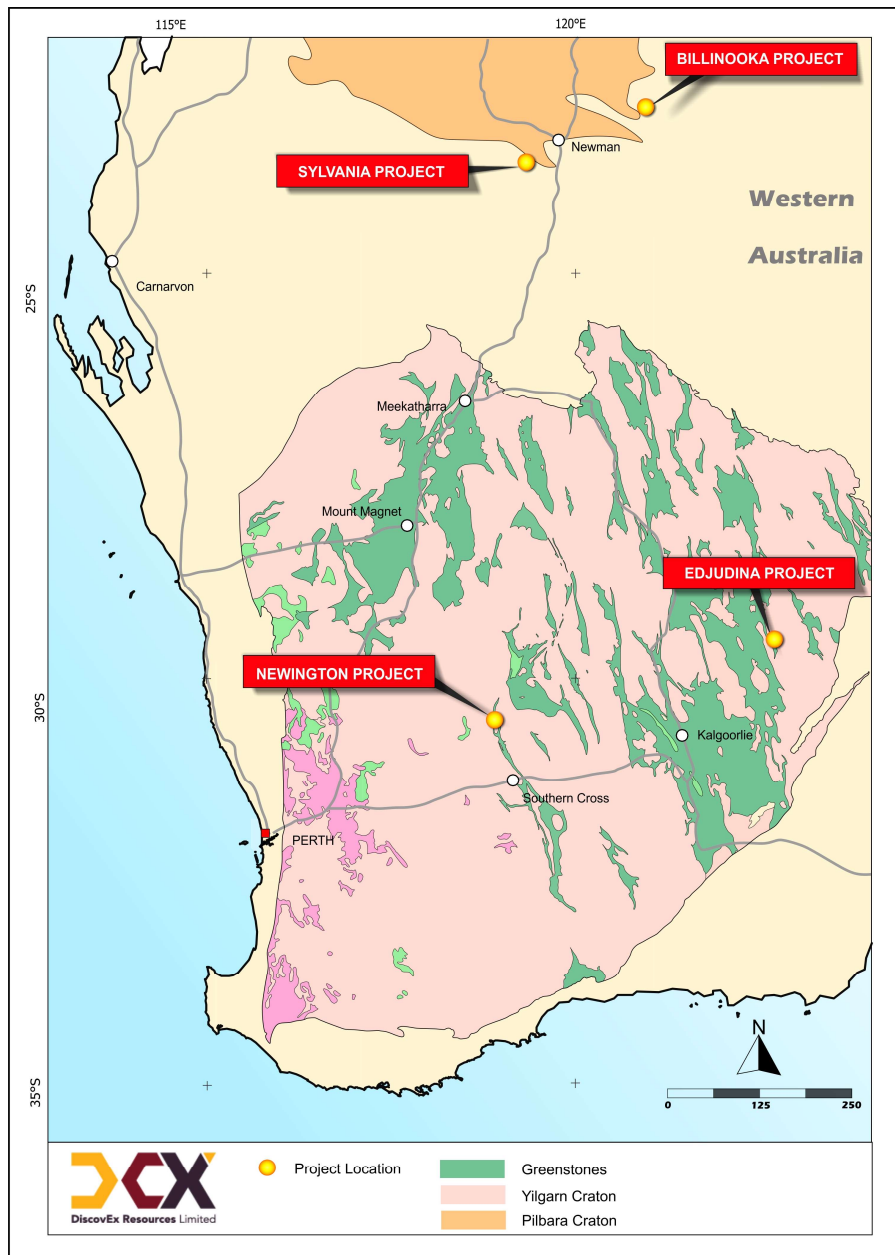 115°E
120°E
BILLINOOKA PROJECT
Newman
SYLVANIA PROJECT
Western
Australia
Carnarvon
25°S
Meekatharra
Mount Magnet
EDJUDINA PROJECT
NEWINGTON PROJECT
30°S
Kalgoorlie
Southern Cross
PERTH
N
35°S
0 125 250
DCX
DiscovEx Resources Limited
Project Location
Greenstones
Yilgarn Craton
Pilbara Craton